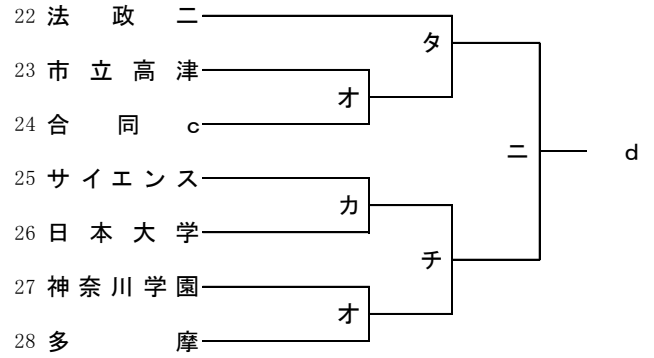 22 法政二
タ
23 市立高津
オ
24 合同c
ニ d
25 サイエンス
カ
26 日本大学
チ
27 神奈川学園
オ
28 多摩